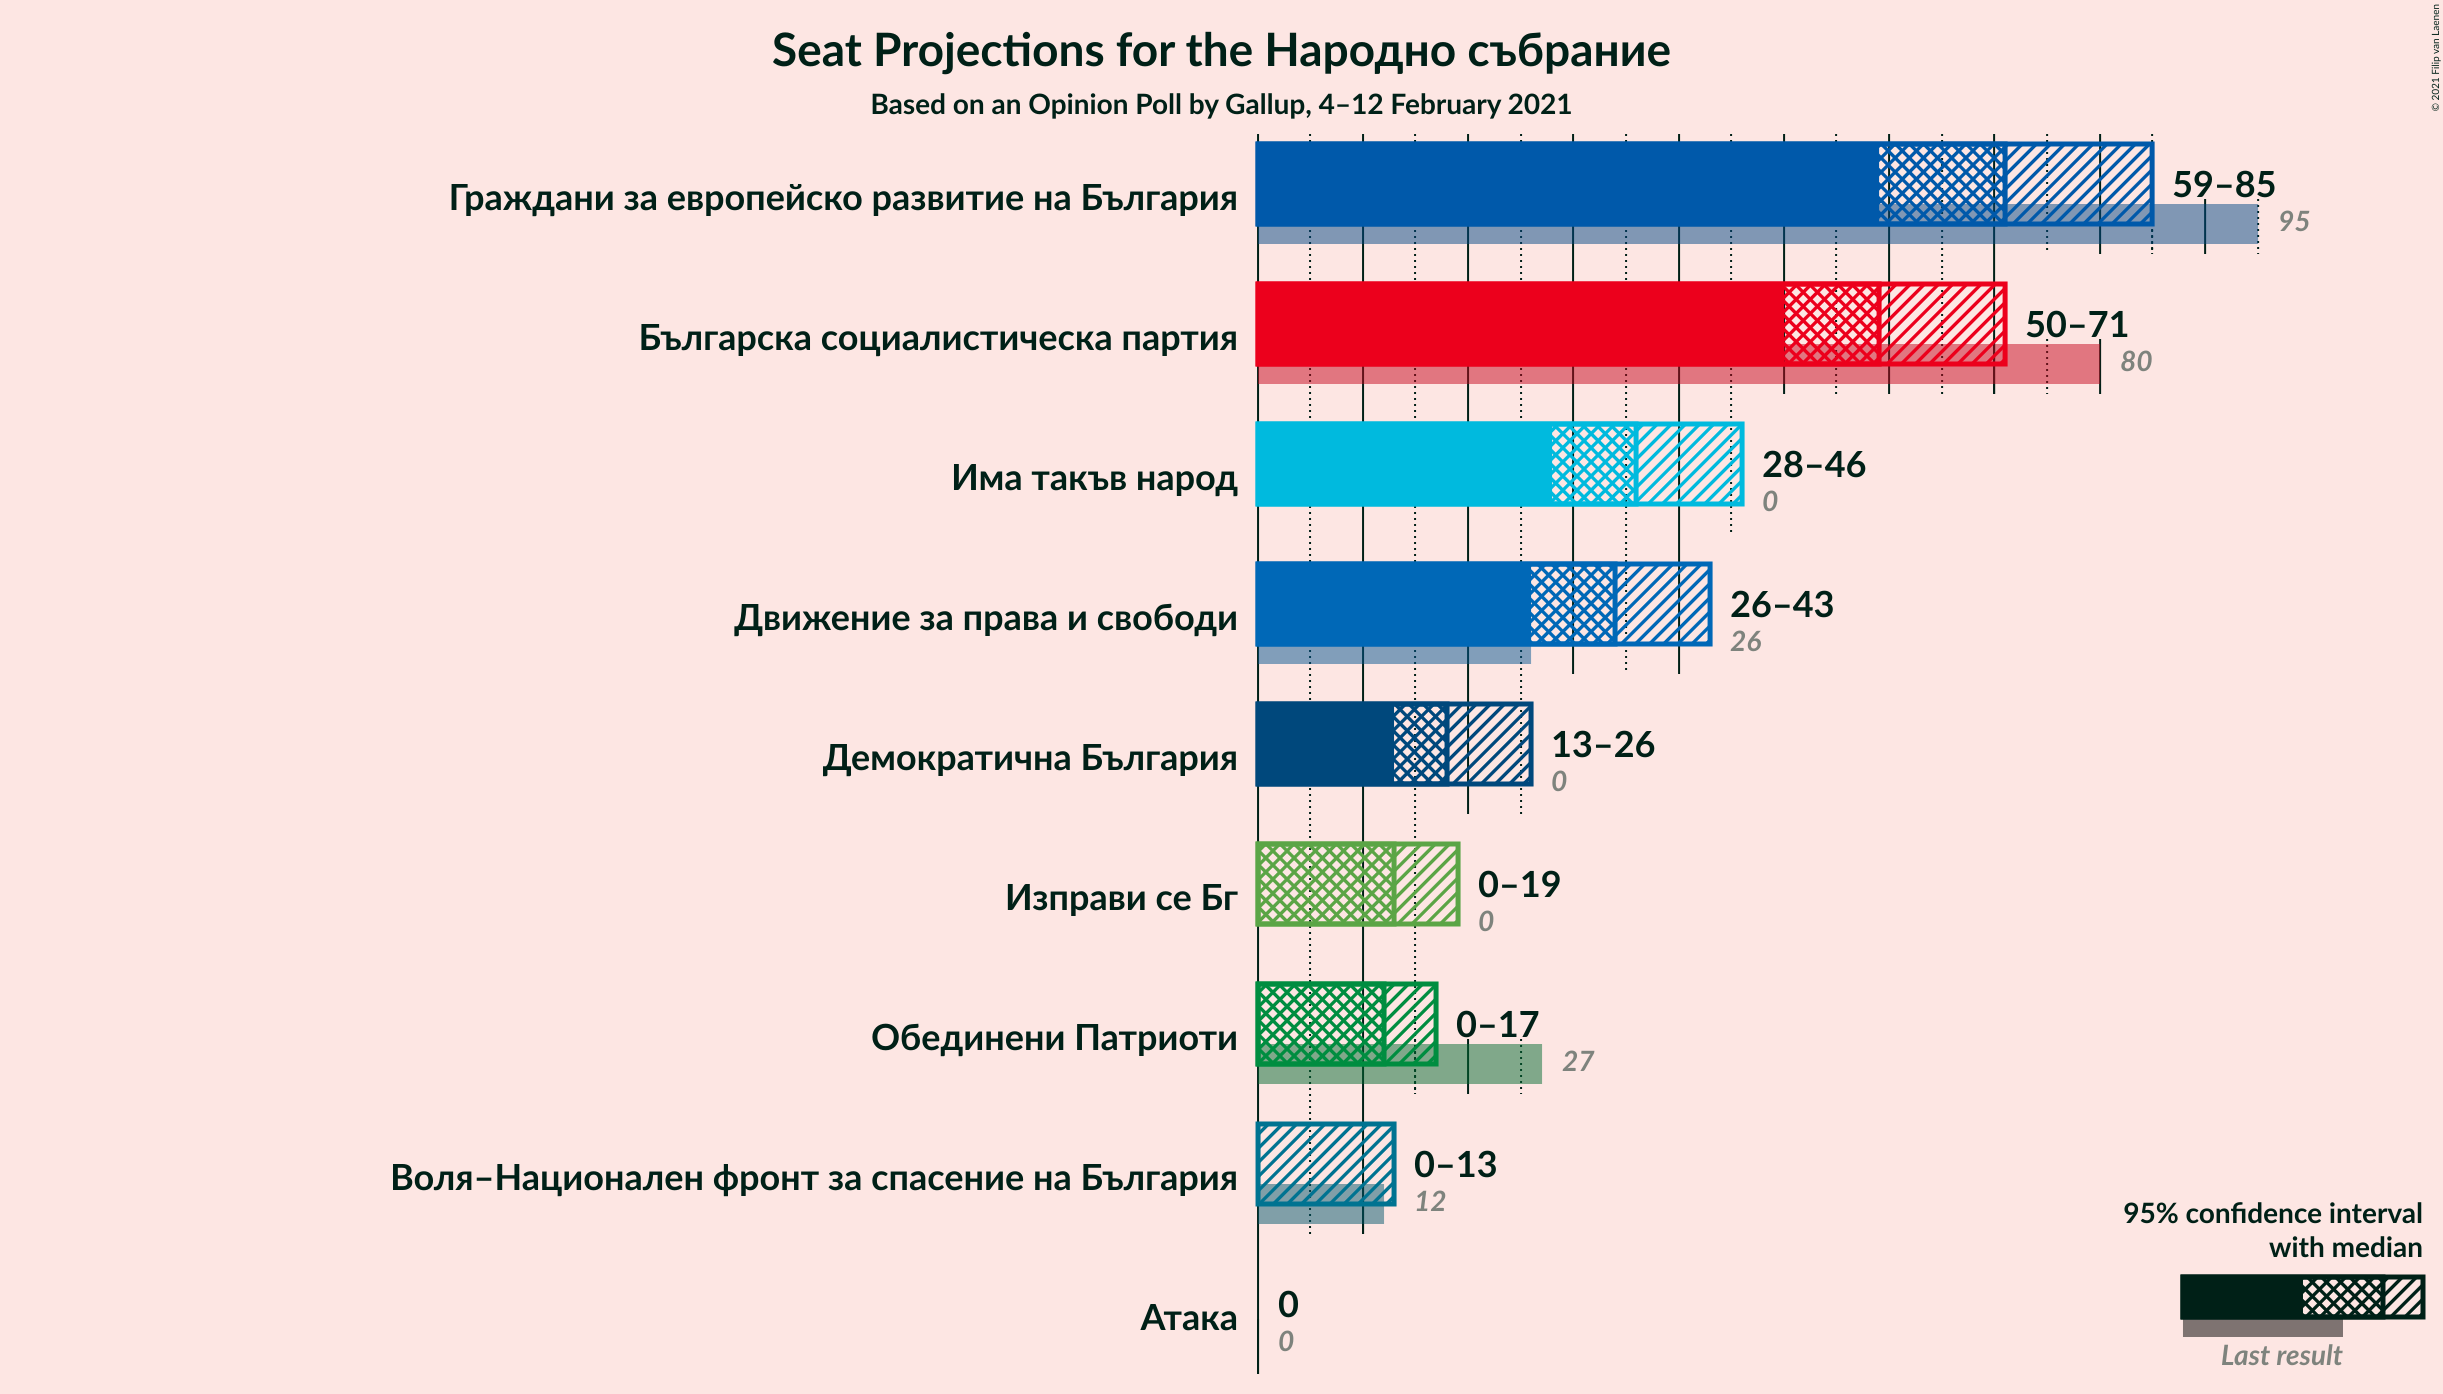 Seat Projections for the Народно събрание
Based on an Opinion Poll by Gallup, 4–12 February 2021
© 2021 Filip van Laenen
Граждани за европейско развитие на България
59–85
95
Българска социалистическа партия
50–71
80
Има такъв народ
28–46
0
Движение за права и свободи
26–43
26
Демократична България
13–26
0
Изправи се Бг
0–19
0
Обединени Патриоти
0–17
27
Воля–Национален фронт за спасение на България
0–13
12
Атака
0
0
95% confidence interval
with median
Last result